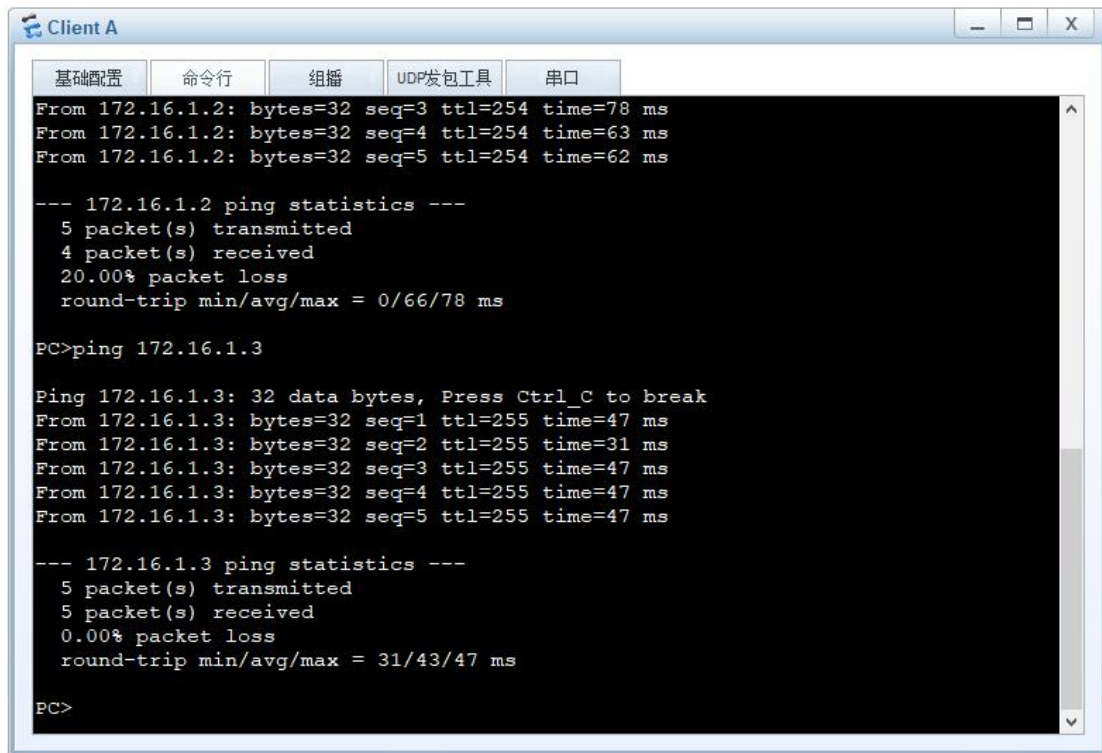 Client A
基础配置 命令行 组播 UDP发包工具 串口
From 172.16.1.2: bytes=32 seq=3 ttl=254 time=78 ms
From 172.16.1.2: bytes=32 seq=4 ttl=254 time=63 ms
From 172.16.1.2: bytes=32 seq=5 ttl=254 time=62 ms
--- 172.16.1.2 ping statistics ---
5 packet(s) transmitted
4 packet(s) received
20.00% packet loss
round-trip min/avg/max = 0/66/78 ms
PC>ping 172.16.1.3
Ping 172.16.1.3: 32 data bytes, Press Ctrl_C to break
From 172.16.1.3: bytes=32 seq=1 ttl=255 time=47 ms
From 172.16.1.3: bytes=32 seq=2 ttl=255 time=31 ms
From 172.16.1.3: bytes=32 seq=3 ttl=255 time=47 ms
From 172.16.1.3: bytes=32 seq=4 ttl=255 time=47 ms
From 172.16.1.3: bytes=32 seq=5 ttl=255 time=47 ms
--- 172.16.1.3 ping statistics ---
5 packet(s) transmitted
5 packet(s) received
0.00% packet loss
round-trip min/avg/max = 31/43/47 ms
PC>